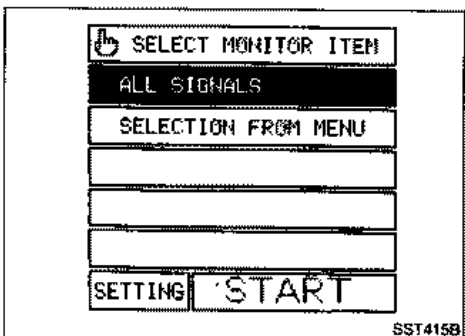 SELECT MONITOR ITEM
ALL SIGNALS
SELECTION FROM MENU
SETTING START
SST415B